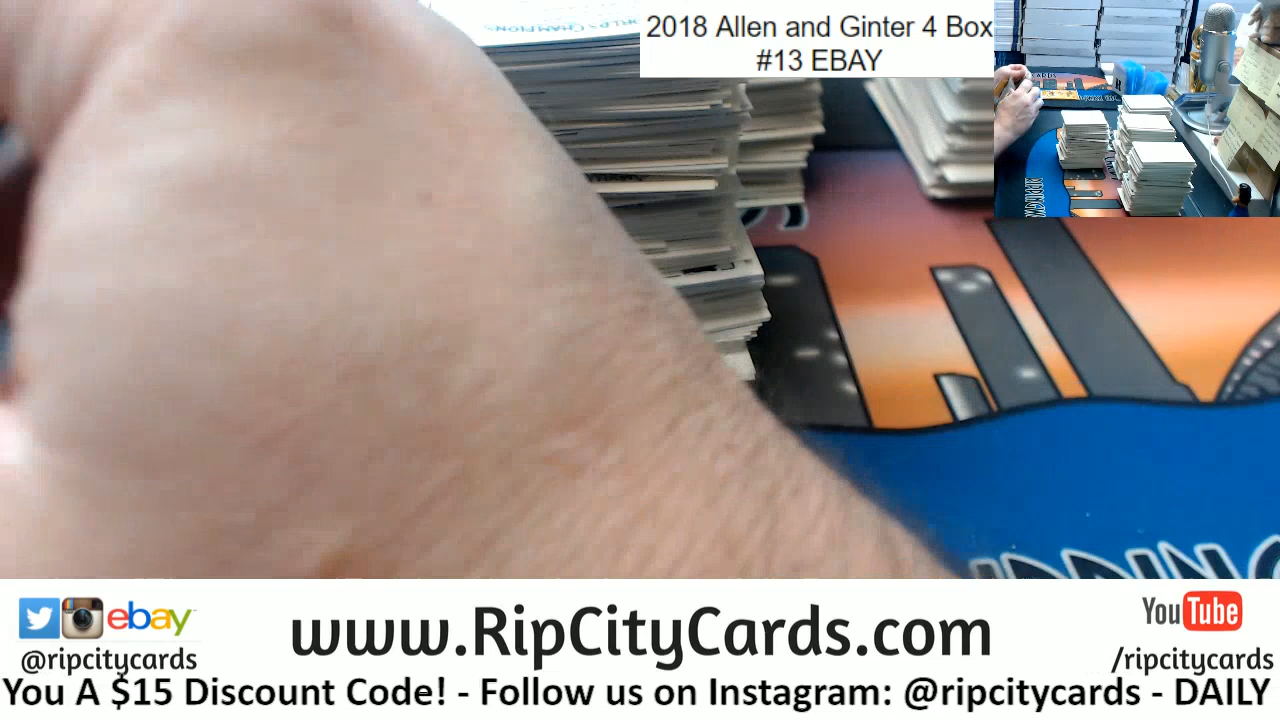 2018 Allen and Ginter 4 Box
#13 EBAY
ebay
@ripcitycards
www.RipCityCards.com
YouTube
/ripcitycards
You A $15 Discount Code! - Follow us on Instagram: @ripcitycards - DAILY